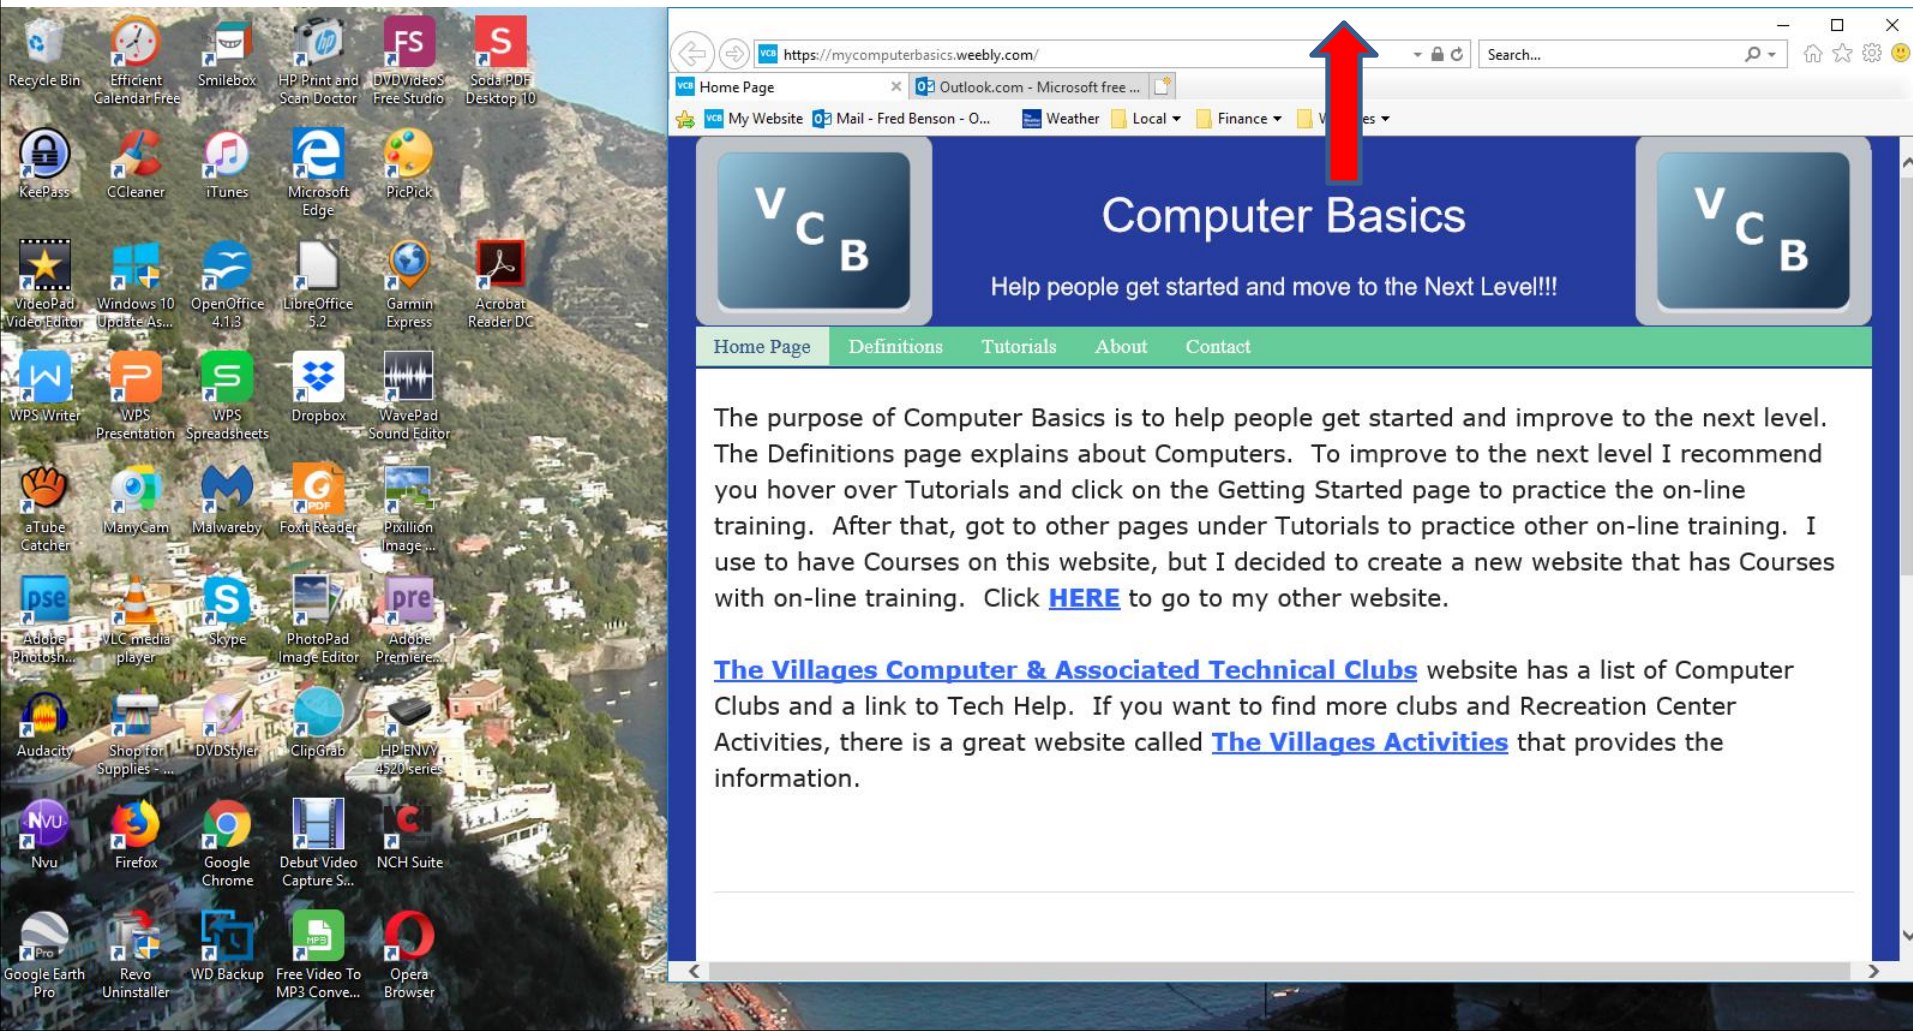 Recycle Bin
Efficient
Calendar Free
Smilebox
HP Print and
Scan Doctor
DVDVideoS
Free Studio
Soda PDF
Desktop 10
FS
S
KeePass
CCleaner
iTunes
Microsoft
Edge
PicPick
VideoPad
Video Editor
Windows 10
Update As...
OpenOffice
4.1.3
LibreOffice
5.2
Garmin
Express
Acrobat
Reader DC
WPS Writer
WPS
Presentation
WPS
Spreadsheets
Dropbox
WavePad
Sound Editor
aTube
Catcher
ManyCam
Malwareby
Foxit Reader
PDF
Pixillion
Image ...
pse
Adobe
Photosh...
VLC media
player
Skype
PhotoPad
Image Editor
pre
Adobe
Premiere...
Audacity
Shop for
Supplies - ...
DVDStyler
ClipGrab
HP ENVY
4520 series
NVU
Nvu
Firefox
Google
Chrome
Debut Video
Capture S...
NCH Suite
Pro
Google Earth
Pro
Revo
Uninstaller
WD Backup
MP3
Free Video To
MP3 Conve...
Opera
Browser
VCB https://mycomputerbasics.weebly.com/ Search...
VCB Home Page Outlook.com - Microsoft free ...
VCB My Website Mail - Fred Benson - O... Weather Local Finance
V C B
Computer Basics
Help people get started and move to the Next Level!!!
V C B
Home Page Definitions Tutorials About Contact
The purpose of Computer Basics is to help people get started and improve to the next level.
The Definitions page explains about Computers. To improve to the next level I recommend
you hover over Tutorials and click on the Getting Started page to practice the on-line
training. After that, got to other pages under Tutorials to practice other on-line training. I
use to have Courses on this website, but I decided to create a new website that has Courses
with on-line training. Click HERE to go to my other website.
The Villages Computer & Associated Technical Clubs website has a list of Computer
Clubs and a link to Tech Help. If you want to find more clubs and Recreation Center
Activities, there is a great website called The Villages Activities that provides the
information.